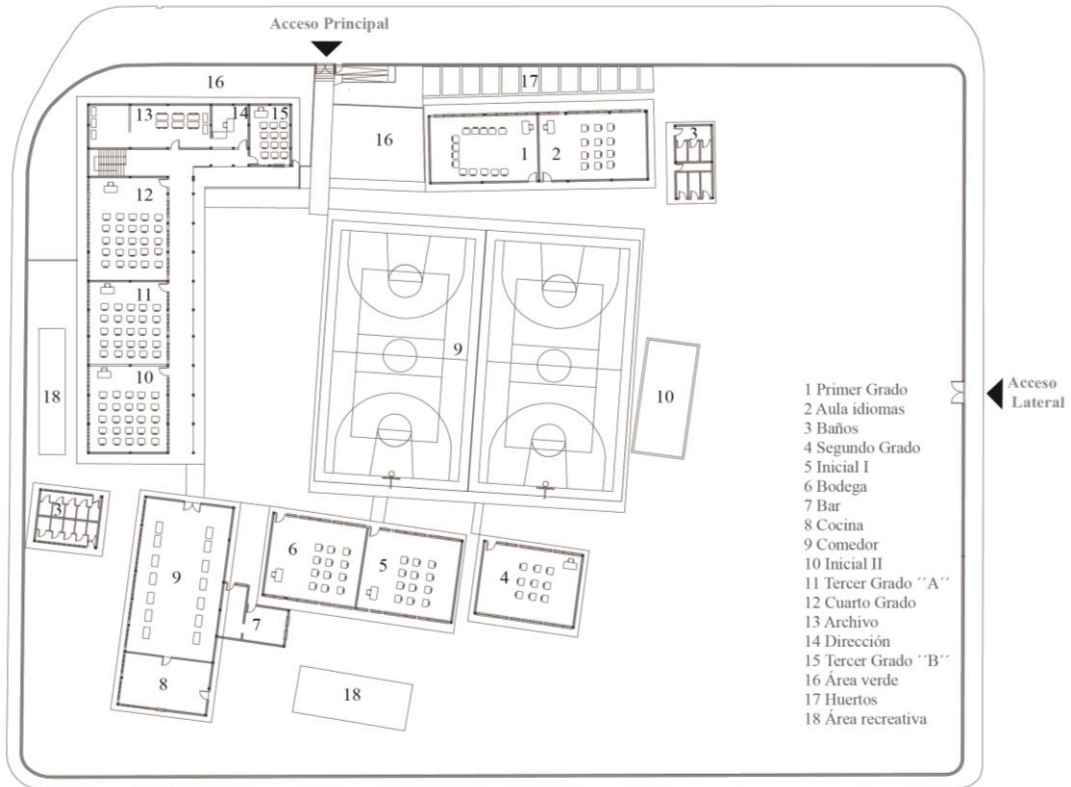 Acceso Principal
16
17
13
14
15
16
1
2
3
12
11
10
9
10
18
Acceso
Lateral
3
9
6
5
4
7
8
18
1 Primer Grado
2 Aula idiomas
3 Baños
4 Segundo Grado
5 Inicial I
6 Bodega
7 Bar
8 Cocina
9 Comedor
10 Inicial II
11 Tercer Grado ´´A´´
12 Cuarto Grado
13 Archivo
14 Dirección
15 Tercer Grado ´´B´´
16 Área verde
17 Huertos
18 Área recreativa